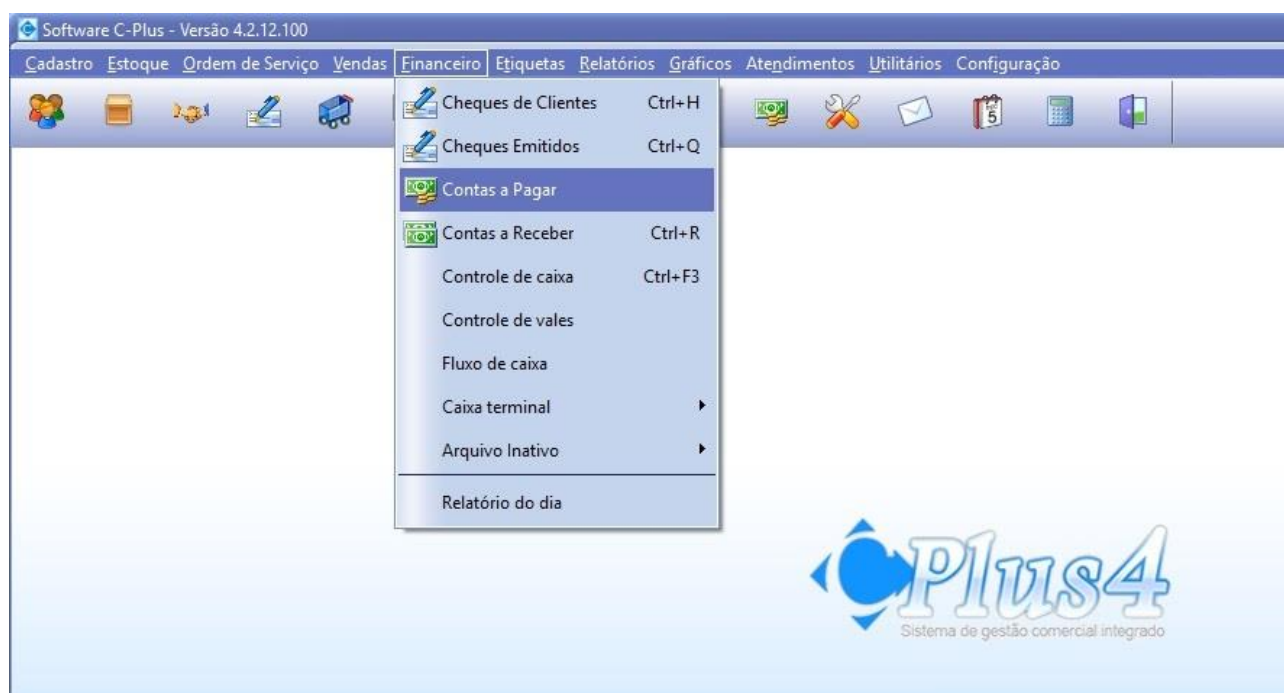 Software C-Plus - Versão 4.2.12.100
Cadastro Estoque Ordem de Serviço Vendas Financeiro Etiquetas Relatórios Gráficos Atendimentos Utilitários Configuração
Cheques de Clientes Ctrl+H
Cheques Emitidos Ctrl+Q
Contas a Pagar
Contas a Receber Ctrl+R
Controle de caixa Ctrl+F3
Controle de vales
Fluxo de caixa
Caixa terminal
Arquivo Inativo
Relatório do dia
5
CPlus4
Sistema de gestão comercial integrado